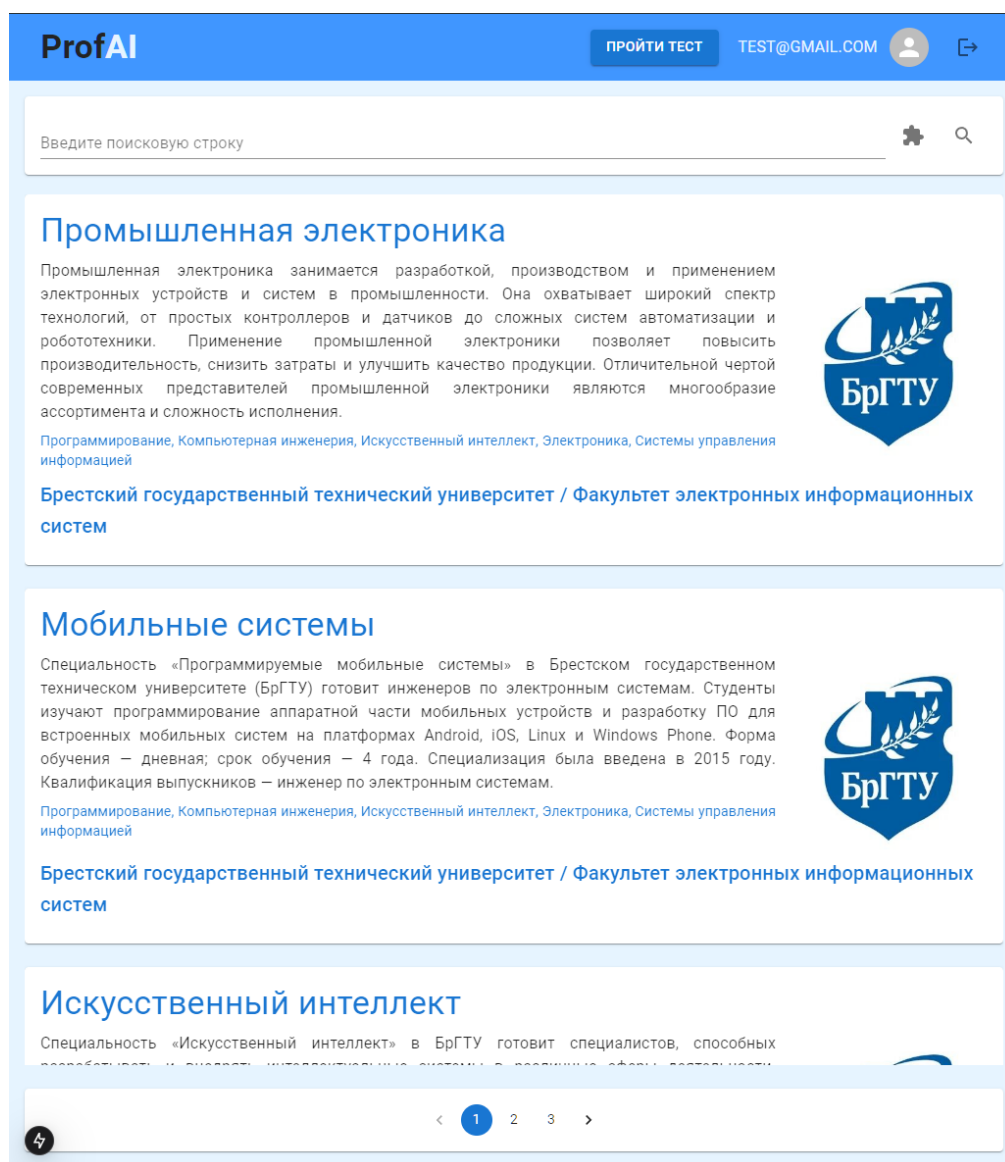 ProfAI
ПРОЙТИ ТЕСТ
TEST@GMAIL.COM
Введите поисковую строку
Промышленная электроника
Промышленная электроника занимается разработкой, производством и применением
электронных устройств и систем в промышленности. Она охватывает широкий спектр
технологий, от простых контроллеров и датчиков до сложных систем автоматизации и
робототехники. Применение промышленной электроники позволяет повысить
производительность, снизить затраты и улучшить качество продукции. Отличительной чертой
современных представителей промышленной электроники являются многообразие
ассортимента и сложность исполнения.
БрГТУ
Программирование, Компьютерная инженерия, Искусственный интеллект, Электроника, Системы управления
информацией
Брестский государственный технический университет / Факультет электронных информационных
систем
Мобильные системы
Специальность «Программируемые мобильные системы» в Брестском государственном
техническом университете (БрГТУ) готовит инженеров по электронным системам. Студенты
изучают программирование аппаратной части мобильных устройств и разработку ПО для
встроенных мобильных систем на платформах Android, iOS, Linux и Windows Phone. Форма
обучения — дневная; срок обучения — 4 года. Специализация была введена в 2015 году.
Квалификация выпускников — инженер по электронным системам.
БрГТУ
Программирование, Компьютерная инженерия, Искусственный интеллект, Электроника, Системы управления
информацией
Брестский государственный технический университет / Факультет электронных информационных
систем
Искусственный интеллект
Специальность «Искусственный интеллект» в БрГТУ готовит специалистов, способных
разрабатывать и внедрять интеллектуальные системы в различные сферы деятельности.
1 2 3